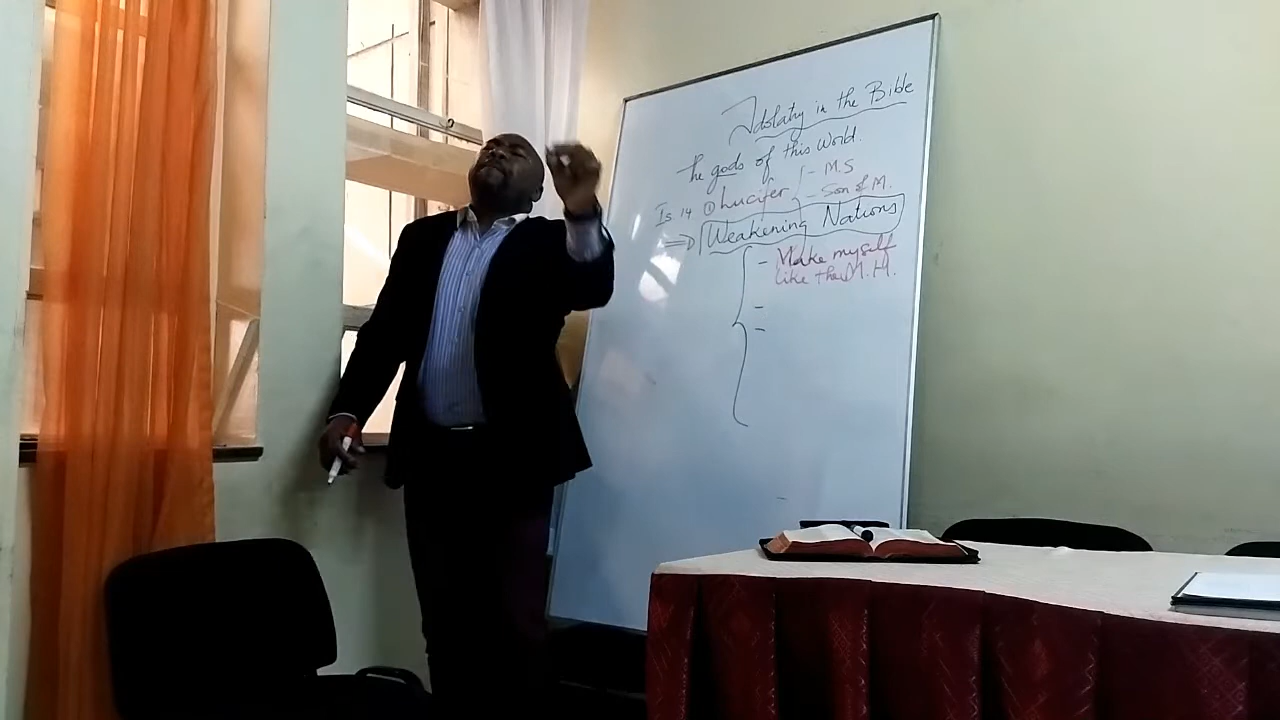 Idolatry in the Bible
the gods of this World.
Is 14 ① Lucifer { - M.S
- Son of M.
⇒ Weakening Nations
- Make myself
like the M.H.